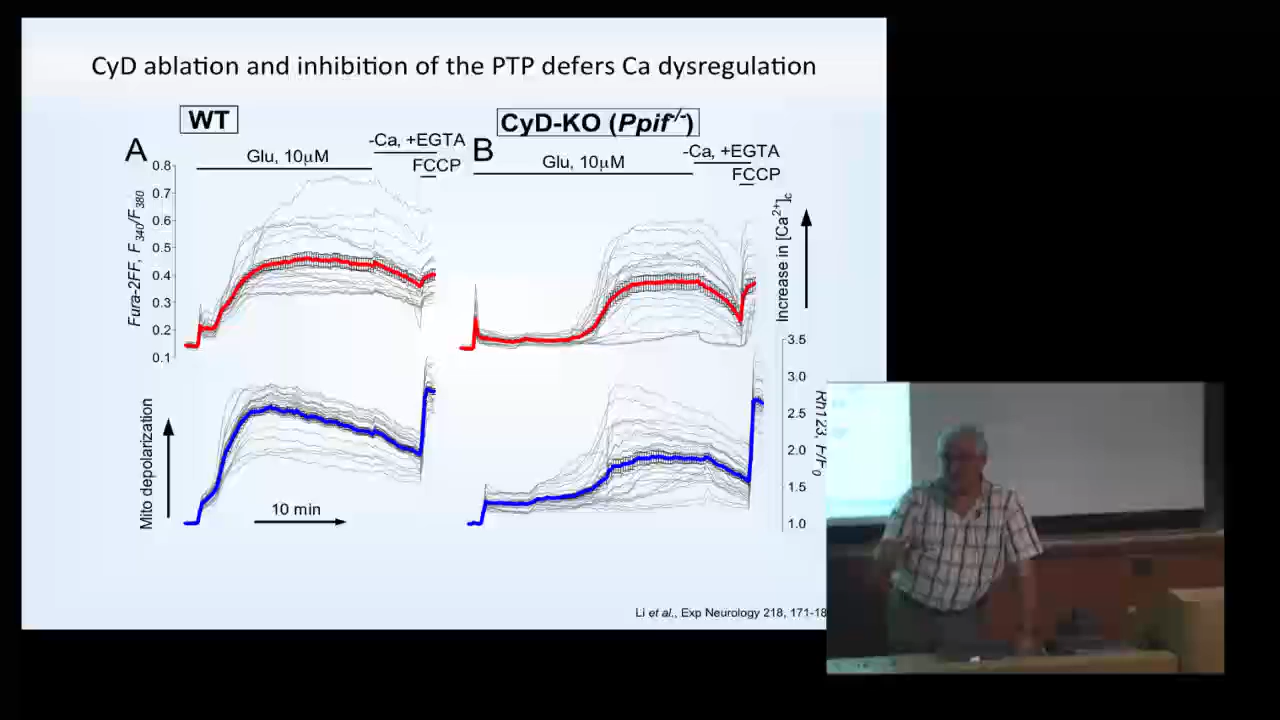 CyD ablation and inhibition of the PTP defers Ca dysregulation
WT
CyD-KO (Ppif-/-)
A
Glu, 10µM
-Ca, +EGTA
FCCP
B
Glu, 10µM
-Ca, +EGTA
FCCP
Fura-2FF, F340/F380
0.8
0.7
0.6
0.5
0.4
0.3
0.2
0.1
Increase in [Ca2+]c
Mito depolarization
10 min
3.5
3.0
2.5
2.0
1.5
1.0
Rh123, F/F0
Li et al., Exp Neurology 218, 171-18